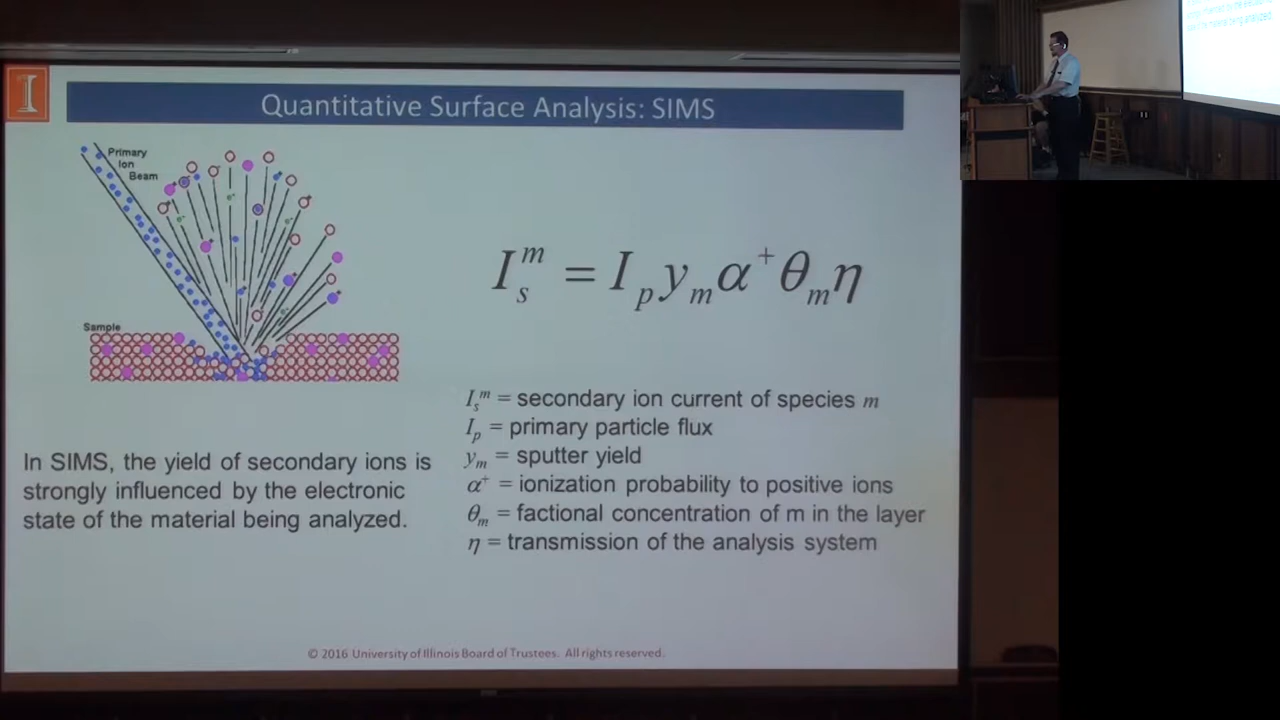 I
Quantitative Surface Analysis: SIMS
Primary
Ion
Beam
e⁻
e⁻
e⁻
Sample
I_s^m = I_p y_m α⁺ θ_m η
In SIMS, the yield of secondary ions is
strongly influenced by the electronic
state of the material being analyzed.
I_s^m = secondary ion current of species m
I_p = primary particle flux
y_m = sputter yield
α⁺ = ionization probability to positive ions
θ_m = factional concentration of m in the layer
η = transmission of the analysis system
© 2016 University of Illinois Board of Trustees. All rights reserved.